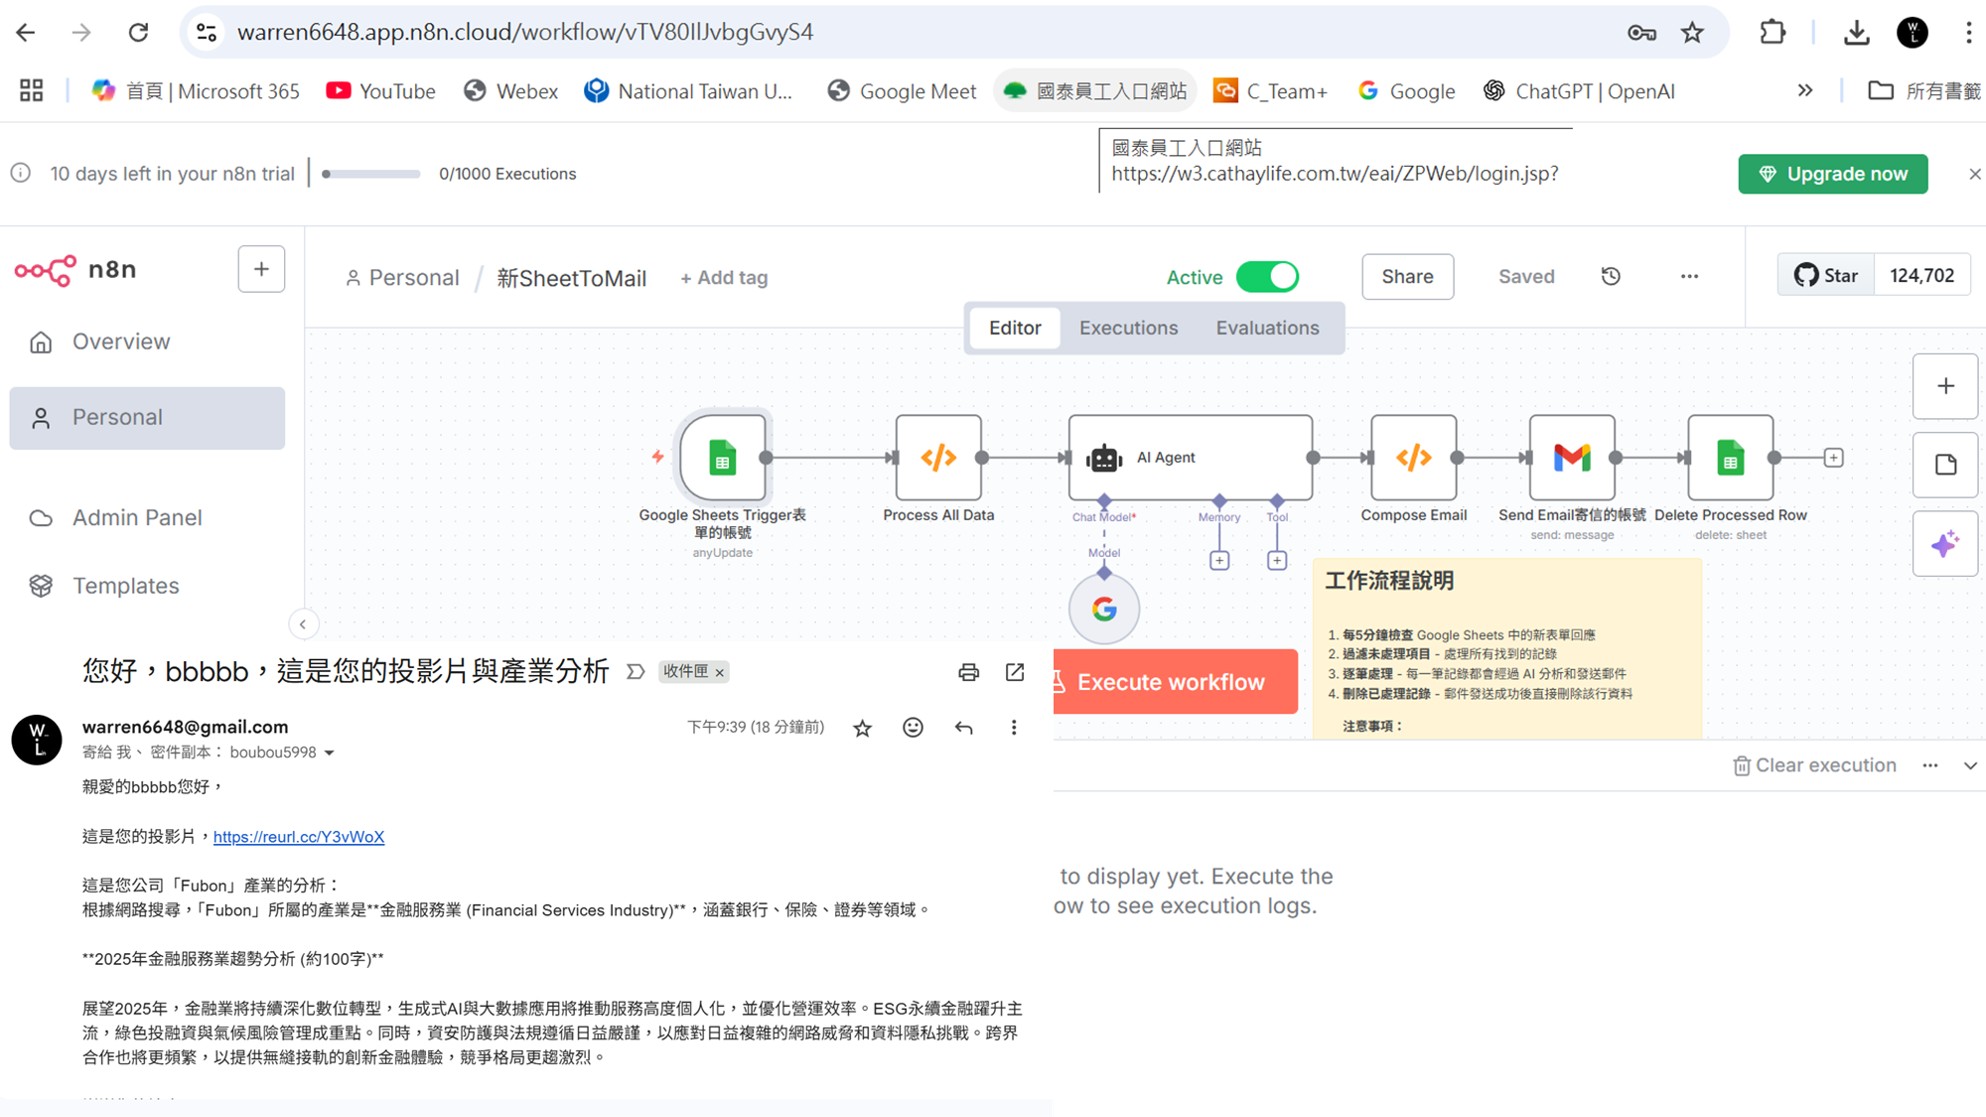 warren6648.app.n8n.cloud/workflow/vTV80IlJvbgGvyS4
首頁 | Microsoft 365
YouTube
Webex
National Taiwan U...
Google Meet
國泰員工入口網站
C_Team+
Google
ChatGPT | OpenAI
»
所有書籤
10 days left in your n8n trial
0/1000 Executions
國泰員工入口網站
https://w3.cathaylife.com.tw/eai/ZPWeb/login.jsp?
Upgrade now
n8n
Personal / 新SheetToMail
+ Add tag
Active
Share
Saved
Star
124,702
Editor
Executions
Evaluations
Overview
Personal
Admin Panel
Templates
Google Sheets Trigger表
單的帳號
anyUpdate
Process All Data
AI Agent
Chat Model*
Memory
Tool
Model
Compose Email
Send Email寄信的帳號
send: message
Delete Processed Row
delete: sheet
工作流程說明
1. 每5分鐘檢查 Google Sheets 中的新表單回應
2. 過濾未處理項目 - 處理所有找到的記錄
3. 逐筆處理 - 每一筆記錄都會經過 AI 分析和發送郵件
4. 刪除已處理記錄 - 郵件發送成功後直接刪除該行資料
注意事項：
Execute workflow
Clear execution
to display yet. Execute the
ow to see execution logs.
您好，bbbbb，這是您的投影片與產業分析
收件匣 ×
warren6648@gmail.com
下午9:39 (18 分鐘前)
寄給 我、 密件副本： boubou5998
親愛的bbbbb您好，
這是您的投影片，https://reurl.cc/Y3vWoX
這是您公司「Fubon」產業的分析：
根據網路搜尋，「Fubon」所屬的產業是**金融服務業 (Financial Services Industry)**，涵蓋銀行、保險、證券等領域。
**2025年金融服務業趨勢分析 (約100字)**
展望2025年，金融業將持續深化數位轉型，生成式AI與大數據應用將推動服務高度個人化，並優化營運效率。ESG永續金融躍升主
流，綠色投融資與氣候風險管理成重點。同時，資安防護與法規遵循日益嚴謹，以應對日益複雜的網路威脅和資料隱私挑戰。跨界
合作也將更頻繁，以提供無縫接軌的創新金融體驗，競爭格局更趨激烈。